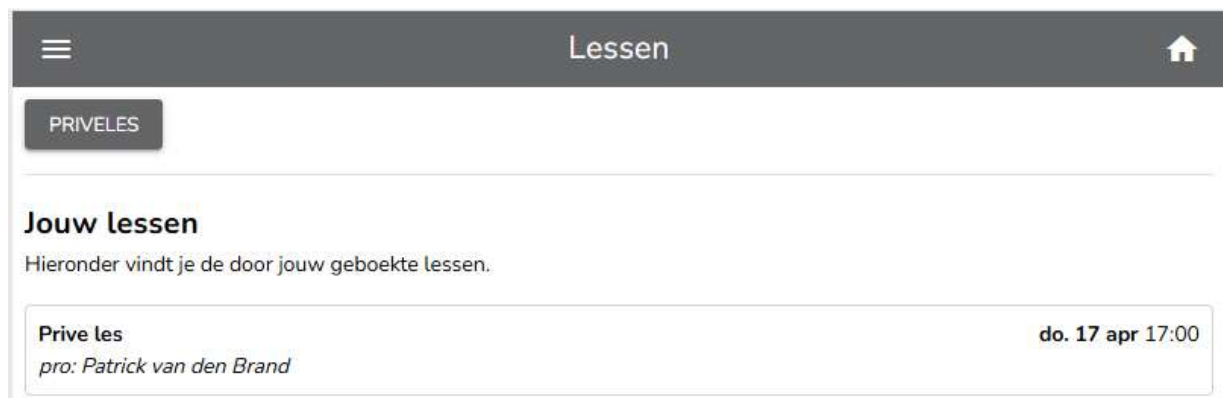 Lessen
PRIVELES
Jouw lessen
Hieronder vindt je de door jouw geboekte lessen.
Prive les do. 17 apr 17:00
pro: Patrick van den Brand